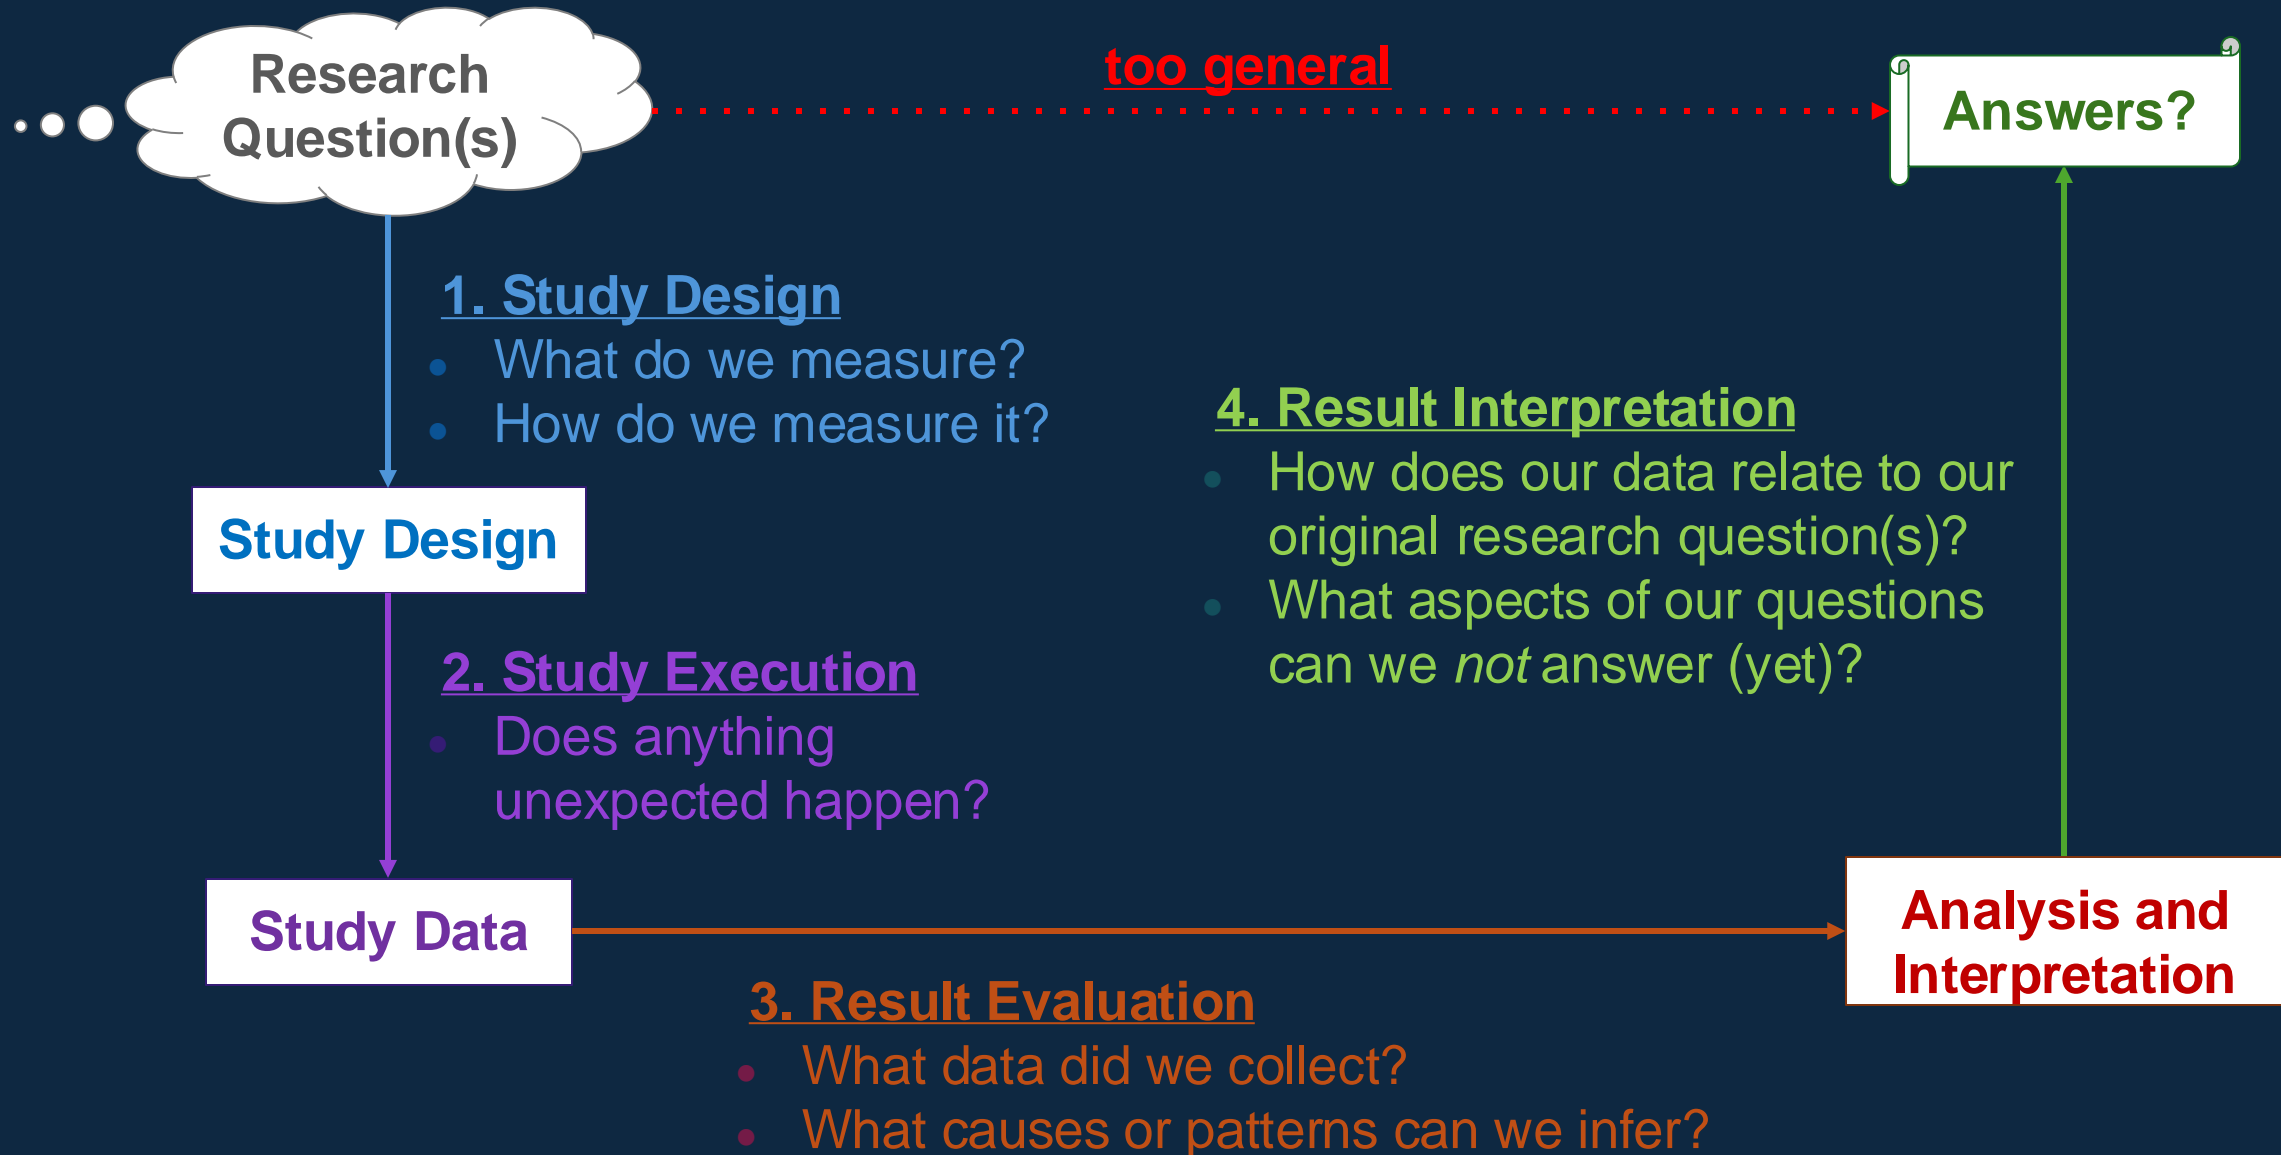 Research
Question(s)
too general
Answers?
1. Study Design
• What do we measure?
• How do we measure it?
Study Design
2. Study Execution
• Does anything
unexpected happen?
Study Data
3. Result Evaluation
• What data did we collect?
• What causes or patterns can we infer?
Analysis and
Interpretation
4. Result Interpretation
• How does our data relate to our
original research question(s)?
• What aspects of our questions
can we not answer (yet)?